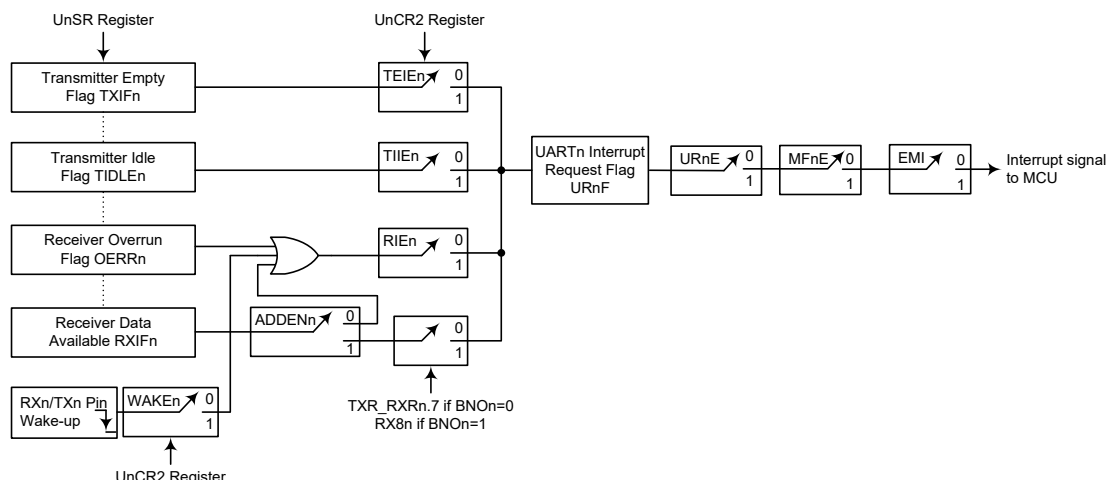 UnSR Register
UnCR2 Register
Transmitter Empty
Flag TXIFn
TEIEn
0
1
Transmitter Idle
Flag TIDLEn
TIIEn
0
1
UARTn Interrupt
Request Flag
URnF
URnE
0
1
MFnE
0
1
EMI
0
1
Interrupt signal
to MCU
Receiver Overrun
Flag OERRn
RIEn
0
1
Receiver Data
Available RXIFn
ADDENn
0
1
0
1
RXn/TXn Pin
Wake-up
WAKEn
0
1
TXR_RXRn.7 if BNOn=0
RX8n if BNOn=1
UnCR2 Register